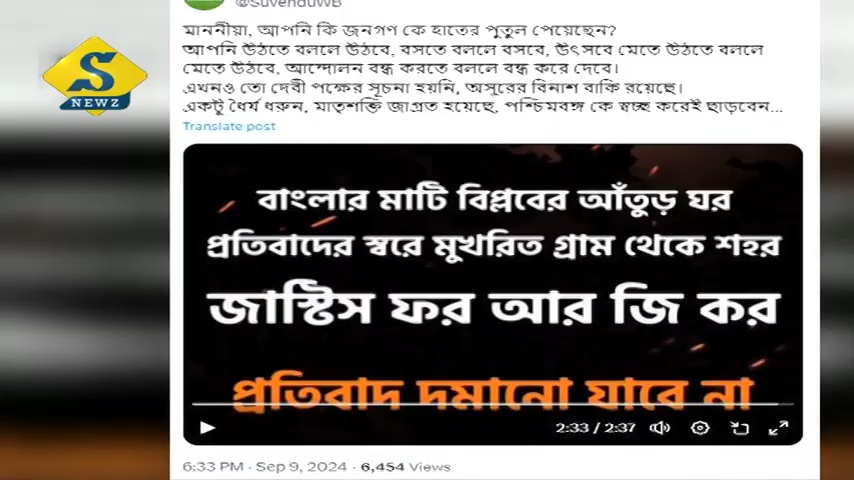 @SuvenduWB
মাননীয়া, আপনি কি জনগণ কে হাতের পুতুল পেয়েছেন?
আপনি উঠতে বললে উঠবে, বসতে বললে বসবে, উৎসবে মেতে উঠতে বললে
মেতে উঠবে, আন্দোলন বন্ধ করতে বললে বন্ধ করে দেবে।
এখনও তো দেবী পক্ষের সূচনা হয়নি, অসুরের বিনাশ বাকি রয়েছে।
একটু ধৈর্য ধরুন, মাতৃশক্তি জাগ্রত হয়েছে, পশ্চিমবঙ্গ কে স্বচ্ছ করেই ছাড়বেন...
Translate post
S
NEWZ
বাংলার মাটি বিপ্লবের আঁতুড় ঘর
প্রতিবাদের স্বরে মুখরিত গ্রাম থেকে শহর
জাস্টিস ফর আর জি কর
প্রতিবাদ দমানো যাবে না
2:33 / 2:37
6:33 PM · Sep 9, 2024 · 6,454 Views